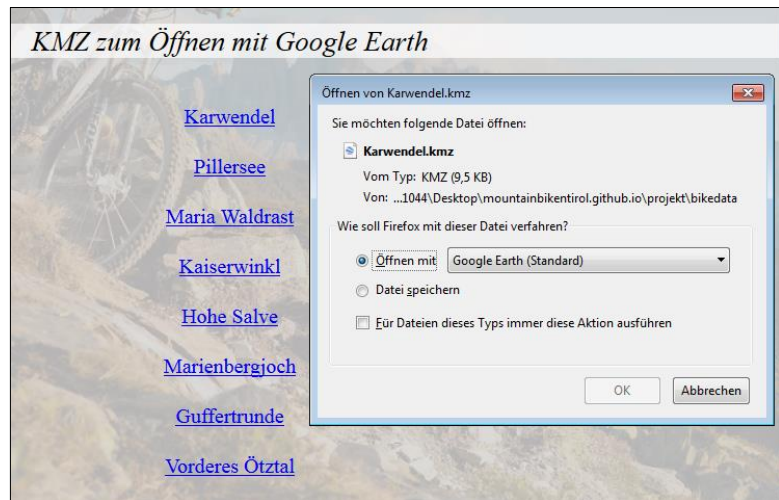 KMZ zum Öffnen mit Google Earth
Karwendel
Pillersee
Maria Waldrast
Kaiserwinkl
Hohe Salve
Marienbergjoch
Guffertrunde
Vorderes Ötztal
Öffnen von Karwendel.kmz
Sie möchten folgende Datei öffnen:
Karwendel.kmz
Vom Typ: KMZ (9,5 KB)
Von: ...1044\Desktop\mountainbikentirol.github.io\projekt\bikedata
Wie soll Firefox mit dieser Datei verfahren?
Öffnen mit Google Earth (Standard)
Datei speichern
Für Dateien dieses Typs immer diese Aktion ausführen
OK Abbrechen